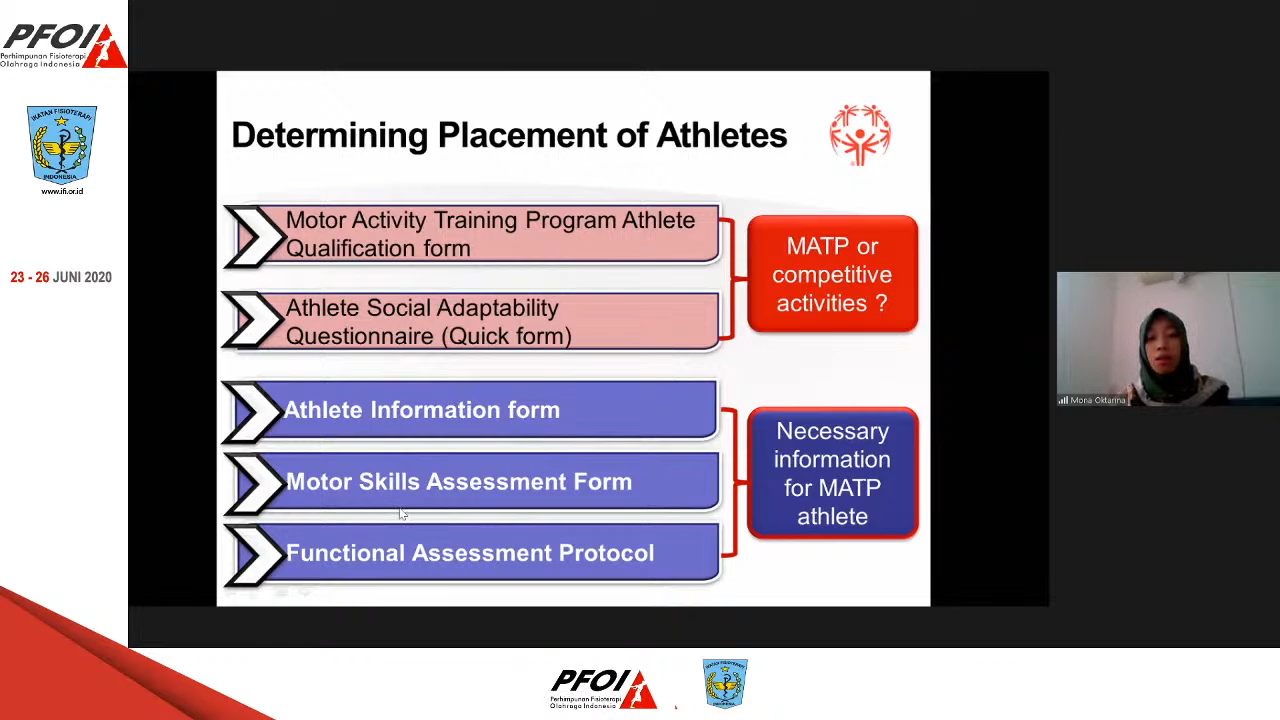 PFOI
Perhimpunan Fisioterapi
Olahraga Indonesia
IKATAN FISIOTERAPI
INDONESIA
www.ifi.or.id
23 - 26 JUNI 2020
Determining Placement of Athletes
Motor Activity Training Program Athlete
Qualification form
Athlete Social Adaptability
Questionnaire (Quick form)
MATP or
competitive
activities ?
Athlete Information form
Motor Skills Assessment Form
Functional Assessment Protocol
Necessary
information
for MATP
athlete
Mona Oktarina
PFOI
Perhimpunan Fisioterapi
Olahraga Indonesia
IKATAN FISIOTERAPI
INDONESIA